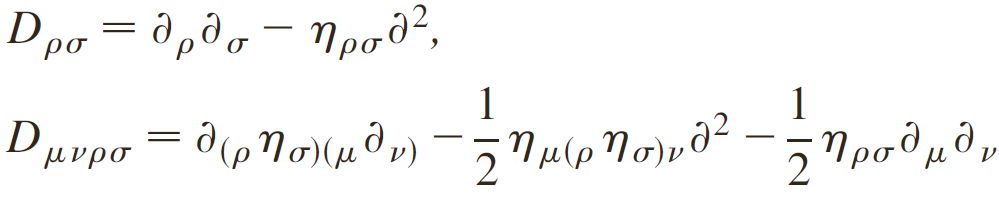 D_{ρσ} = ∂_ρ∂_σ − η_{ρσ}∂²,
D_{μνρσ} = ∂_{(ρ}η_{σ)(μ}∂_{ν)} − \frac{1}{2} η_{μ(ρ}η_{σ)ν}∂² − \frac{1}{2} η_{ρσ}∂_μ∂_ν